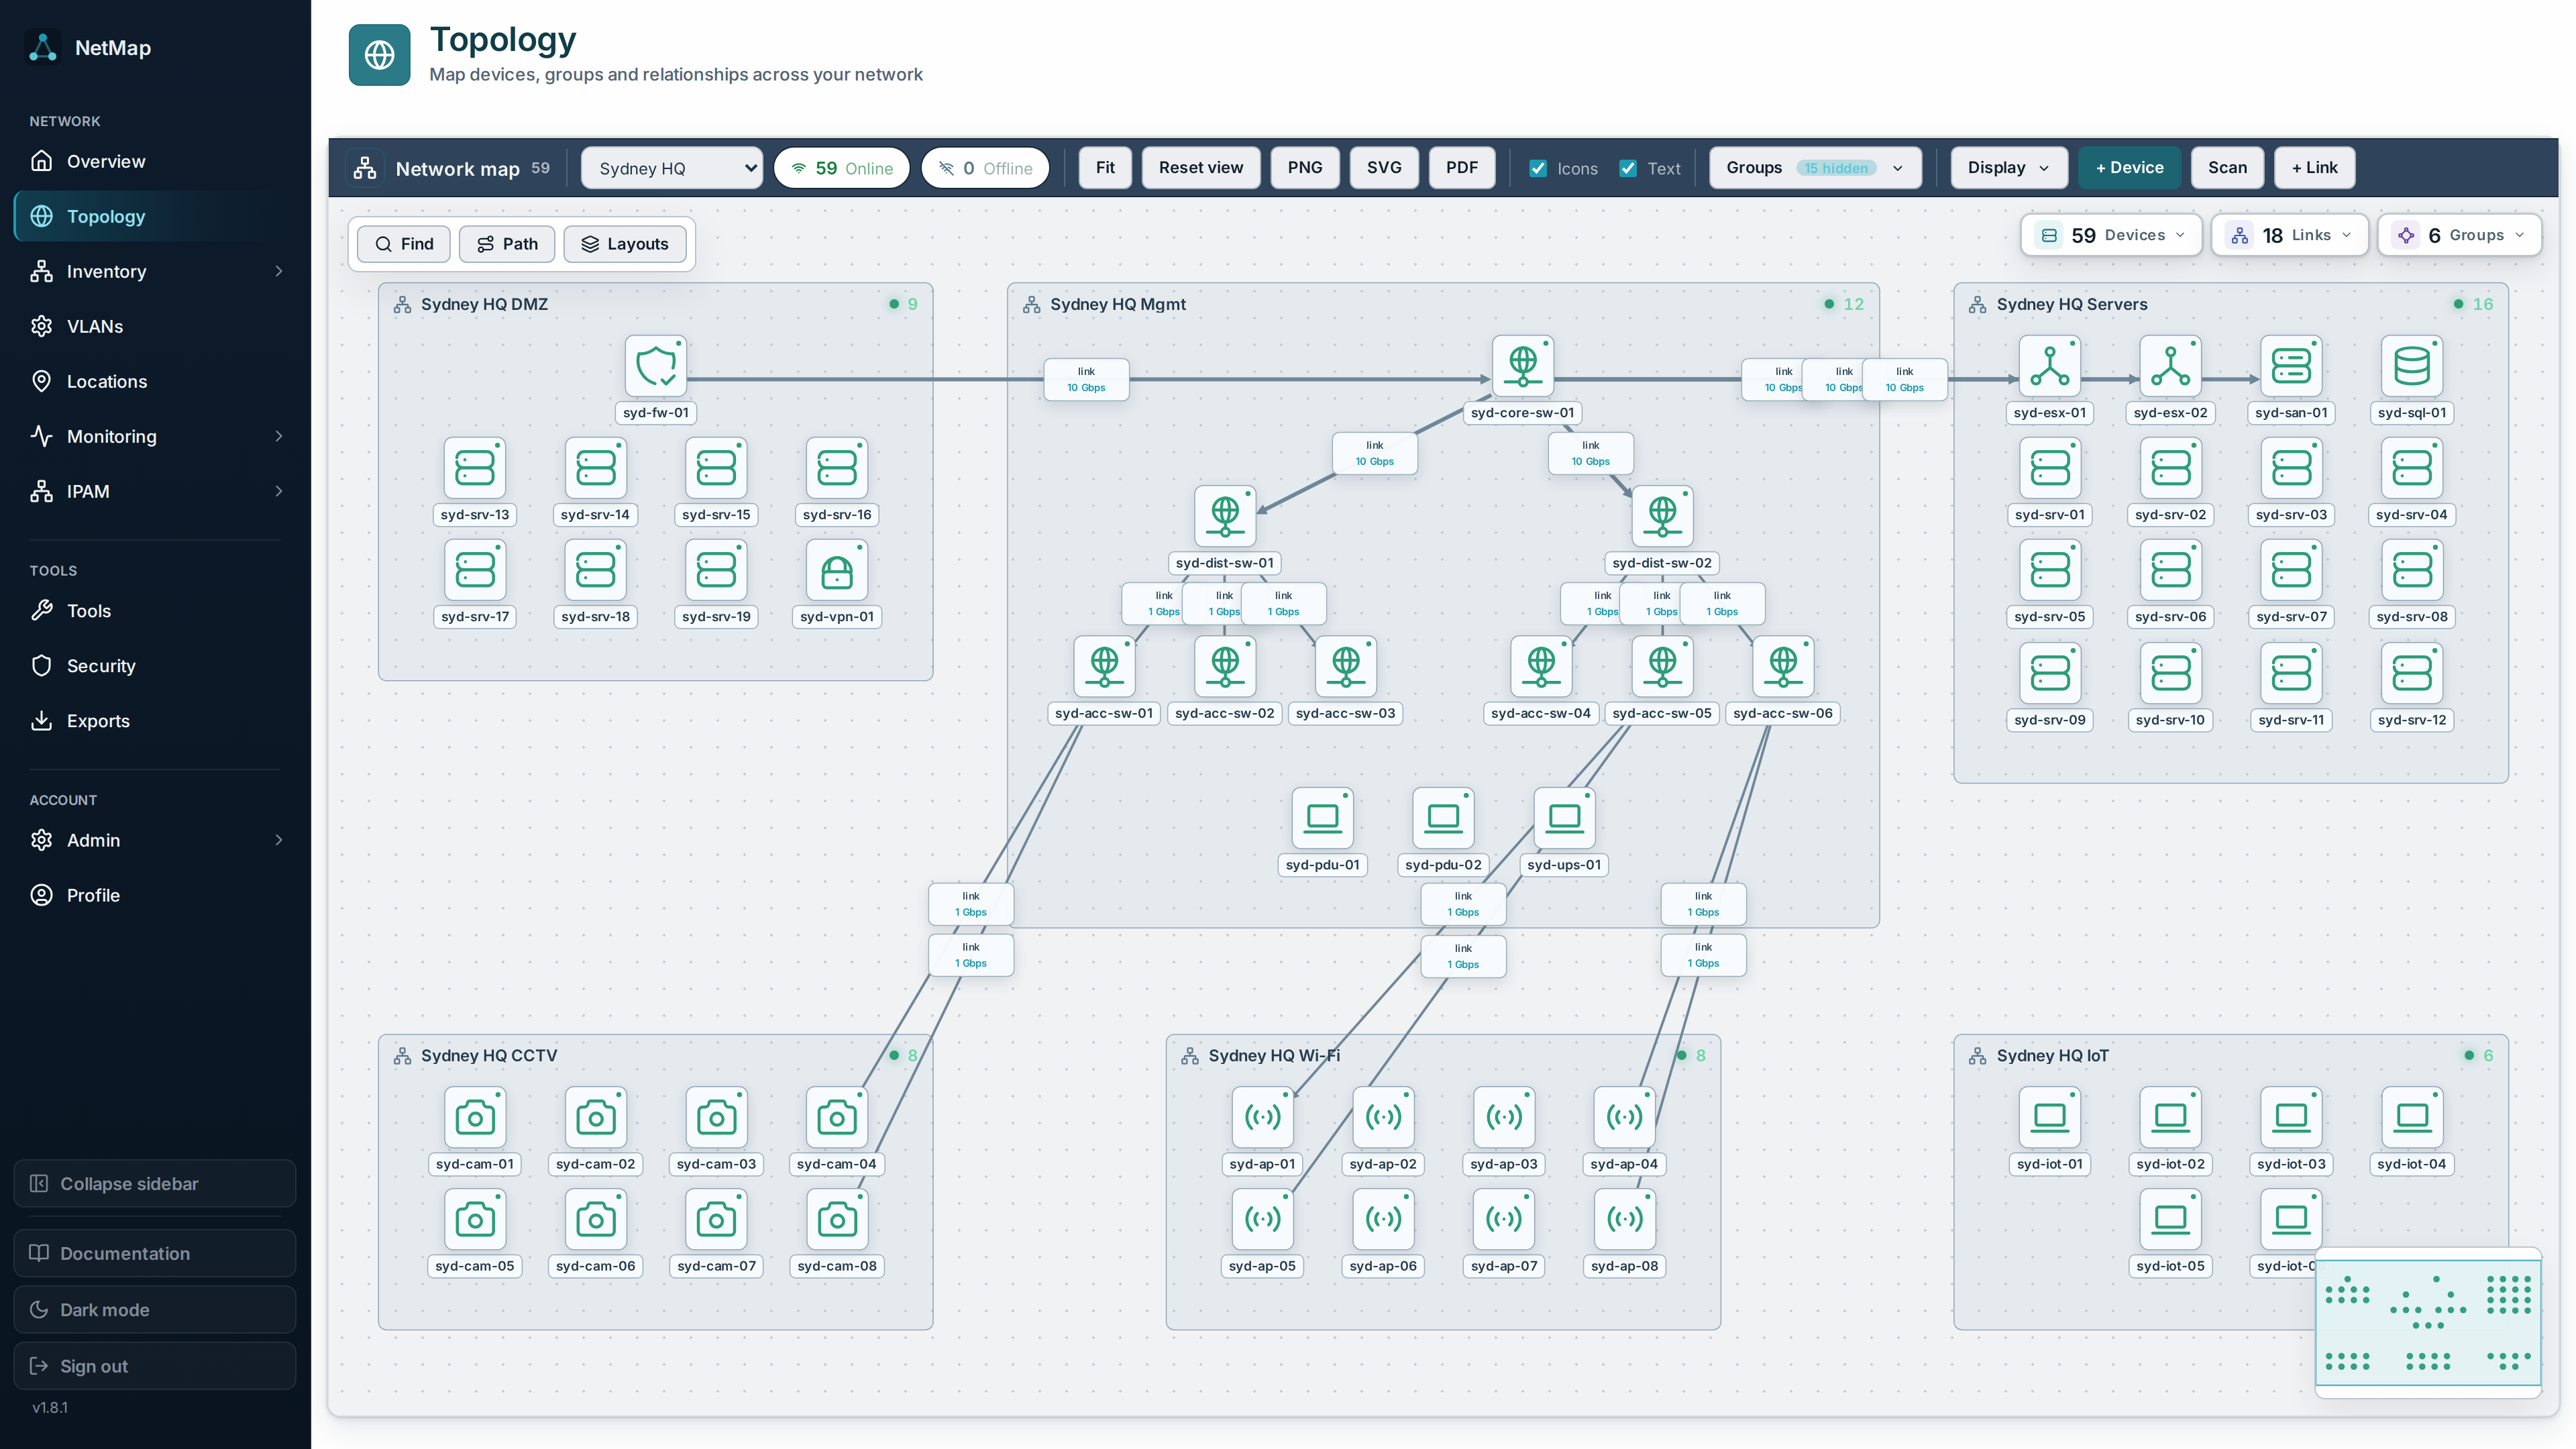 NetMap
NETWORK
Overview
Topology
Inventory
VLANs
Locations
Monitoring
IPAM
TOOLS
Tools
Security
Exports
ACCOUNT
Admin
Profile
Collapse sidebar
Documentation
Dark mode
Sign out
v1.8.1
Topology
Map devices, groups and relationships across your network
Network map 59 Sydney HQ 59 Online 0 Offline Fit Reset view PNG SVG PDF Icons Text Groups 15 hidden Display + Device Scan + Link
Find Path Layouts
59 Devices 18 Links 6 Groups
Sydney HQ DMZ 9
syd-fw-01
syd-srv-13 syd-srv-14 syd-srv-15 syd-srv-16
syd-srv-17 syd-srv-18 syd-srv-19 syd-vpn-01
Sydney HQ Mgmt 12
link
10 Gbps
link link link
10 Gbps 10 Gbps 10 Gbps
syd-core-sw-01
link link
10 Gbps 10 Gbps
syd-dist-sw-01 syd-dist-sw-02
link link link link link link
1 Gbps 1 Gbps 1 Gbps 1 Gbps 1 Gbps 1 Gbps
syd-acc-sw-01 syd-acc-sw-02 syd-acc-sw-03 syd-acc-sw-04 syd-acc-sw-05 syd-acc-sw-06
syd-pdu-01 syd-pdu-02 syd-ups-01
link link link
1 Gbps 1 Gbps 1 Gbps
link link link
1 Gbps 1 Gbps 1 Gbps
Sydney HQ Servers 16
syd-esx-01 syd-esx-02 syd-san-01 syd-sql-01
syd-srv-01 syd-srv-02 syd-srv-03 syd-srv-04
syd-srv-05 syd-srv-06 syd-srv-07 syd-srv-08
syd-srv-09 syd-srv-10 syd-srv-11 syd-srv-12
Sydney HQ CCTV 8
syd-cam-01 syd-cam-02 syd-cam-03 syd-cam-04
syd-cam-05 syd-cam-06 syd-cam-07 syd-cam-08
Sydney HQ Wi-Fi 8
syd-ap-01 syd-ap-02 syd-ap-03 syd-ap-04
syd-ap-05 syd-ap-06 syd-ap-07 syd-ap-08
Sydney HQ IoT 6
syd-iot-01 syd-iot-02 syd-iot-03 syd-iot-04
syd-iot-05